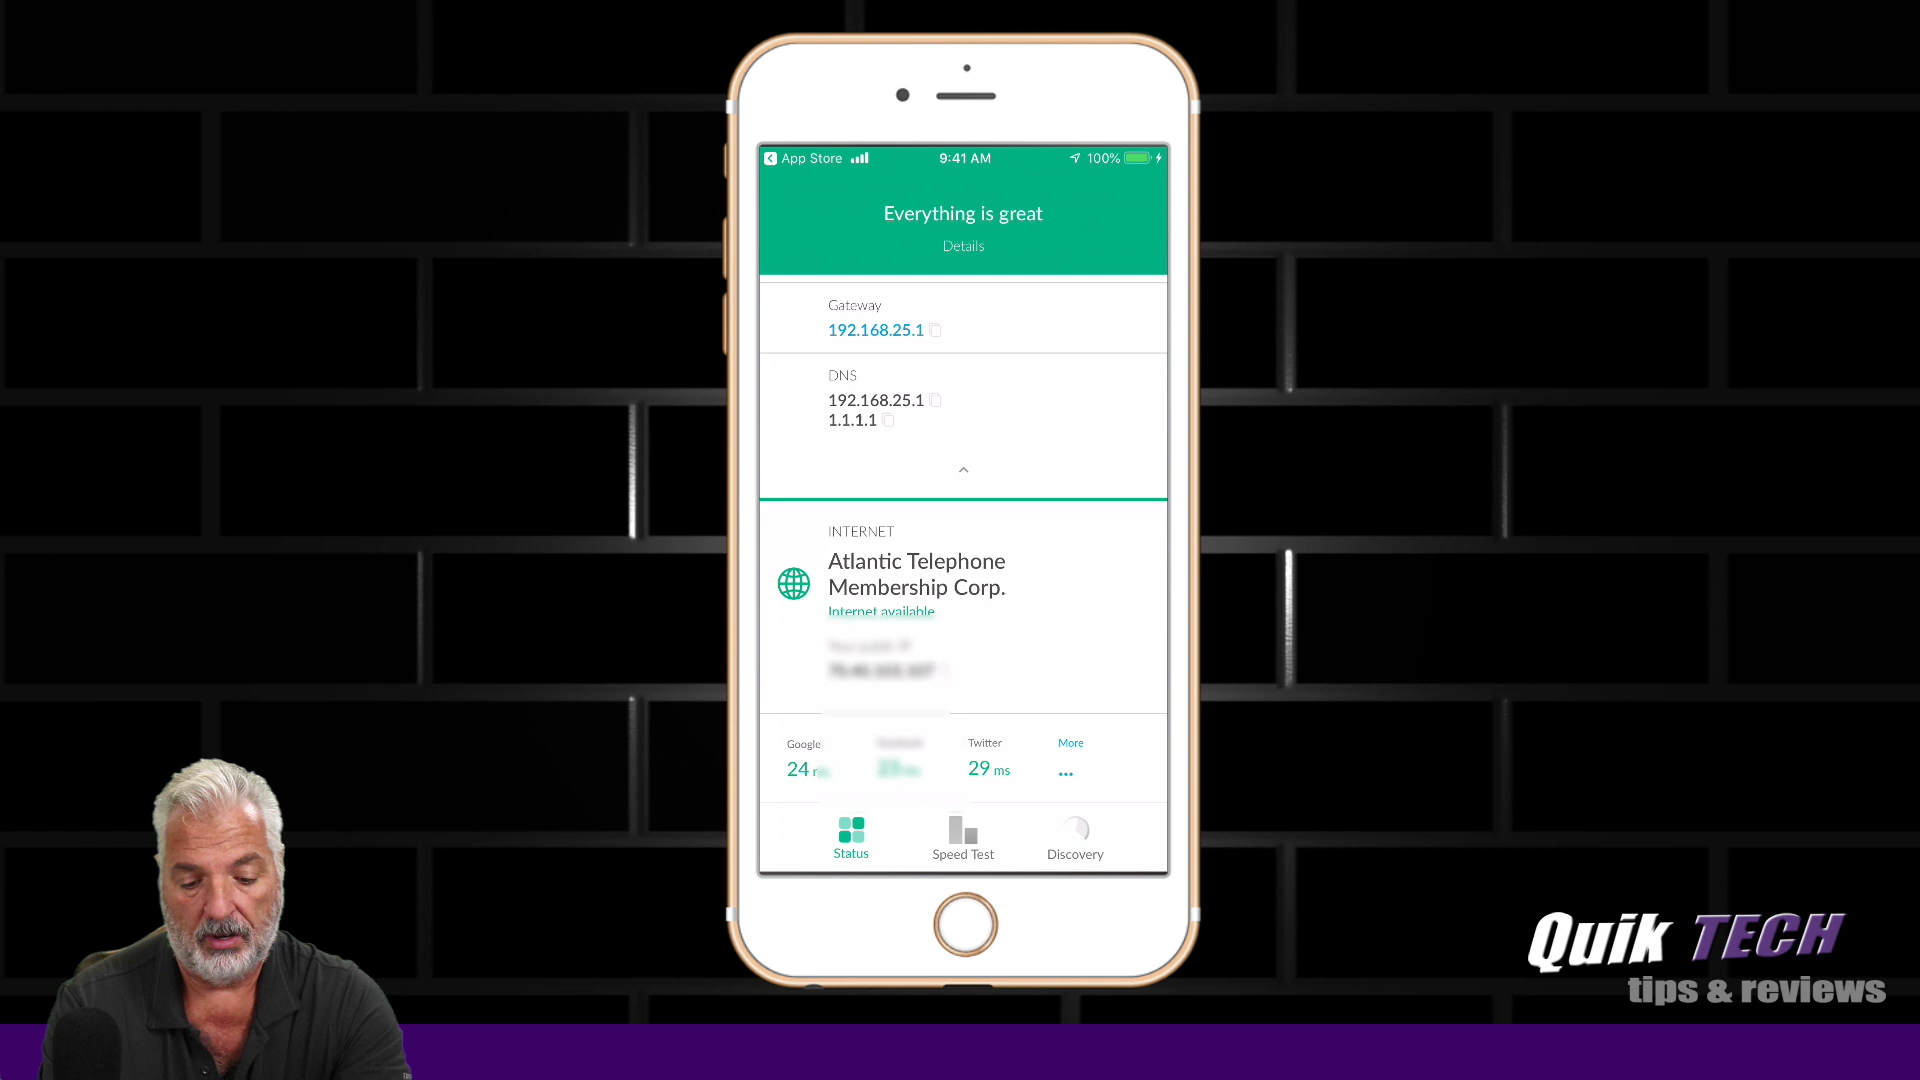 App Store 9:41 AM 100%
Everything is great
Details
Gateway
192.168.25.1
DNS
192.168.25.1
1.1.1.1
INTERNET
Atlantic Telephone
Membership Corp.
Internet available
Google Twitter More
24 29 ms ...
Status Speed Test Discovery
Quik TECH
tips & reviews